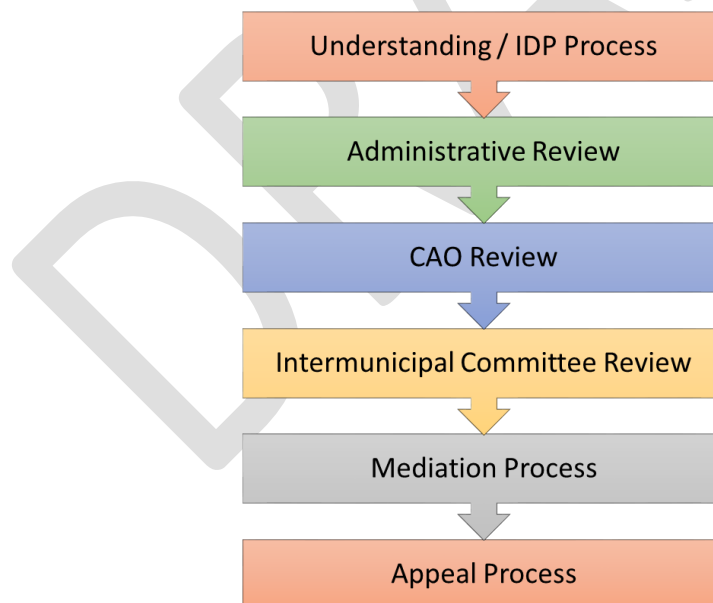 Understanding / IDP Process
Administrative Review
CAO Review
Intermunicipal Committee Review
Mediation Process
Appeal Process